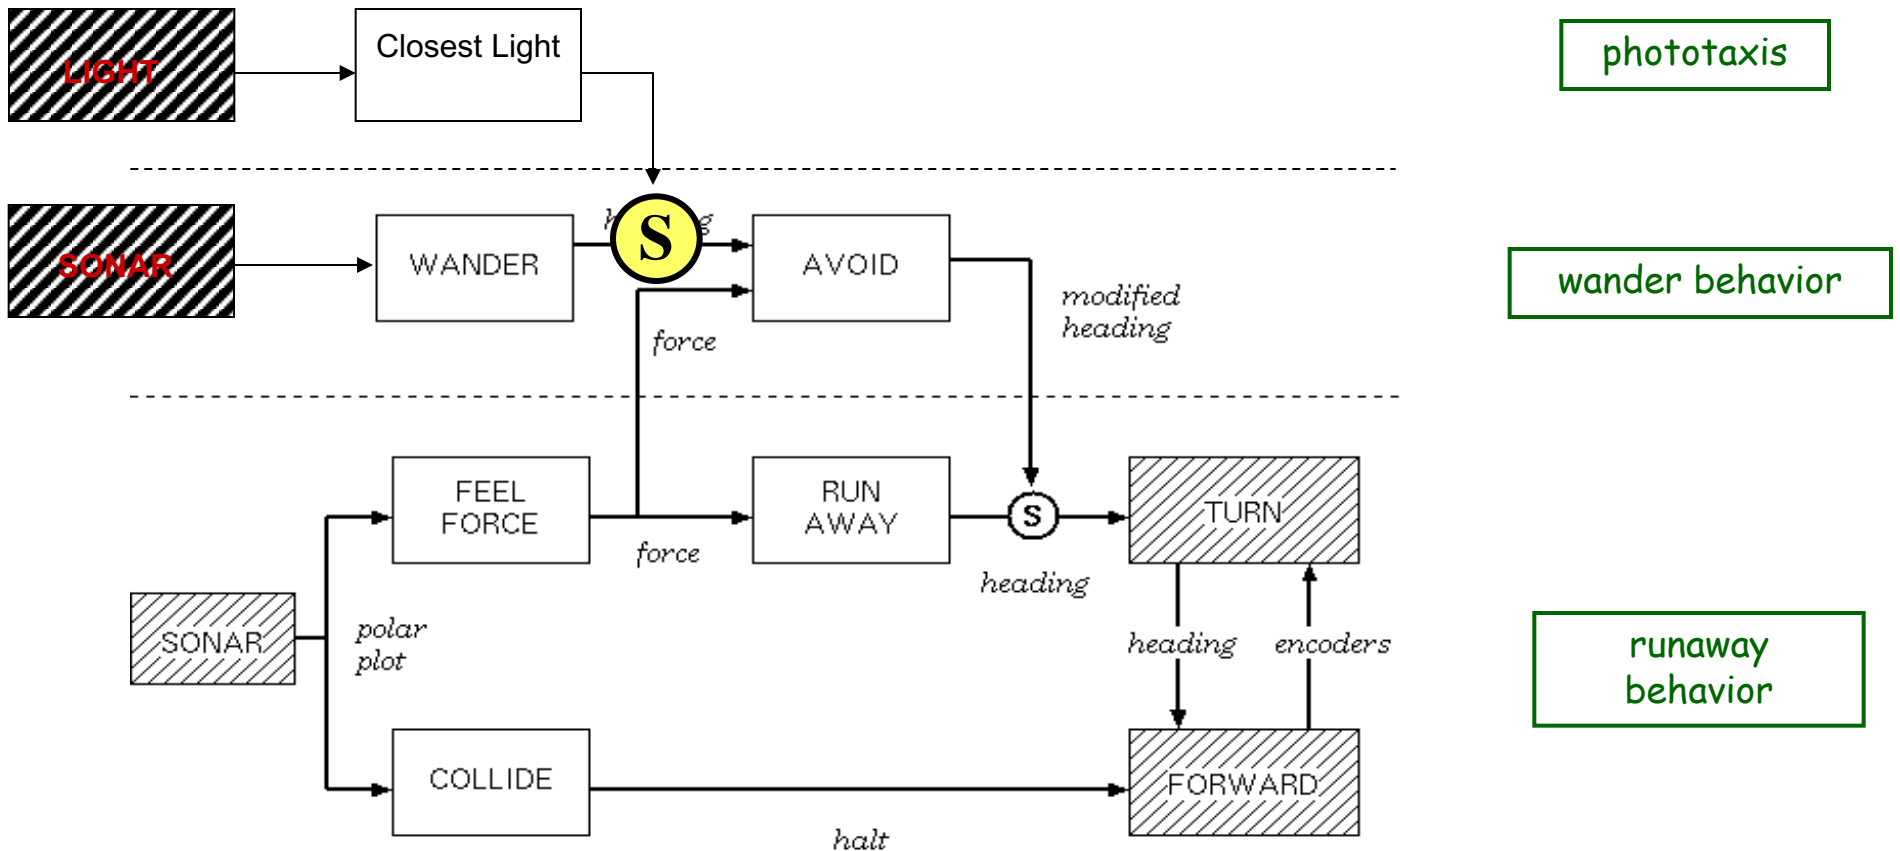 LIGHT
Closest Light
phototaxis
SONAR
WANDER
S
AVOID
modified
heading
wander behavior
force
FEEL
FORCE
RUN
AWAY
S
TURN
force
heading
SONAR
polar
plot
heading
encoders
runaway
behavior
COLLIDE
FORWARD
halt